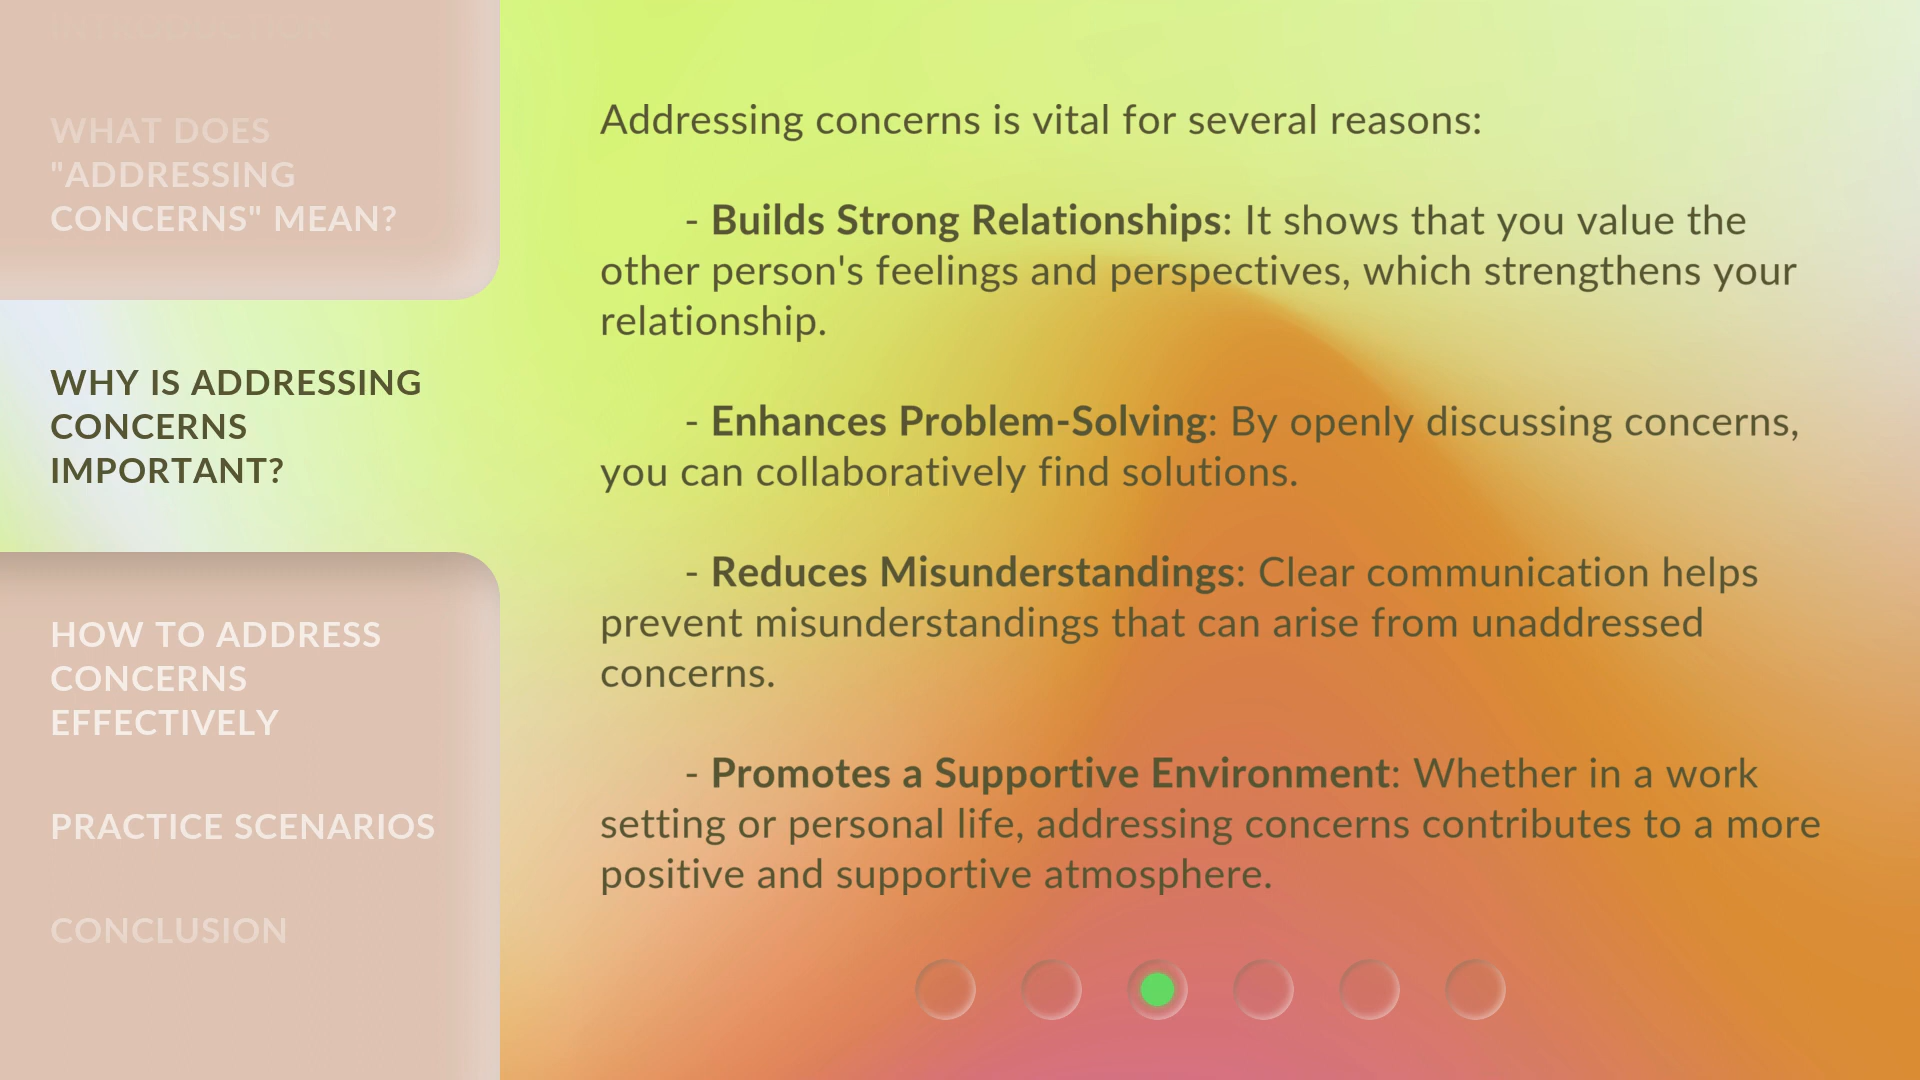 INTRODUCTION
WHAT DOES
"ADDRESSING
CONCERNS" MEAN?
WHY IS ADDRESSING
CONCERNS
IMPORTANT?
HOW TO ADDRESS
CONCERNS
EFFECTIVELY
PRACTICE SCENARIOS
CONCLUSION
Addressing concerns is vital for several reasons:
- Builds Strong Relationships: It shows that you value the
other person's feelings and perspectives, which strengthens your
relationship.
- Enhances Problem-Solving: By openly discussing concerns,
you can collaboratively find solutions.
- Reduces Misunderstandings: Clear communication helps
prevent misunderstandings that can arise from unaddressed
concerns.
- Promotes a Supportive Environment: Whether in a work
setting or personal life, addressing concerns contributes to a more
positive and supportive atmosphere.